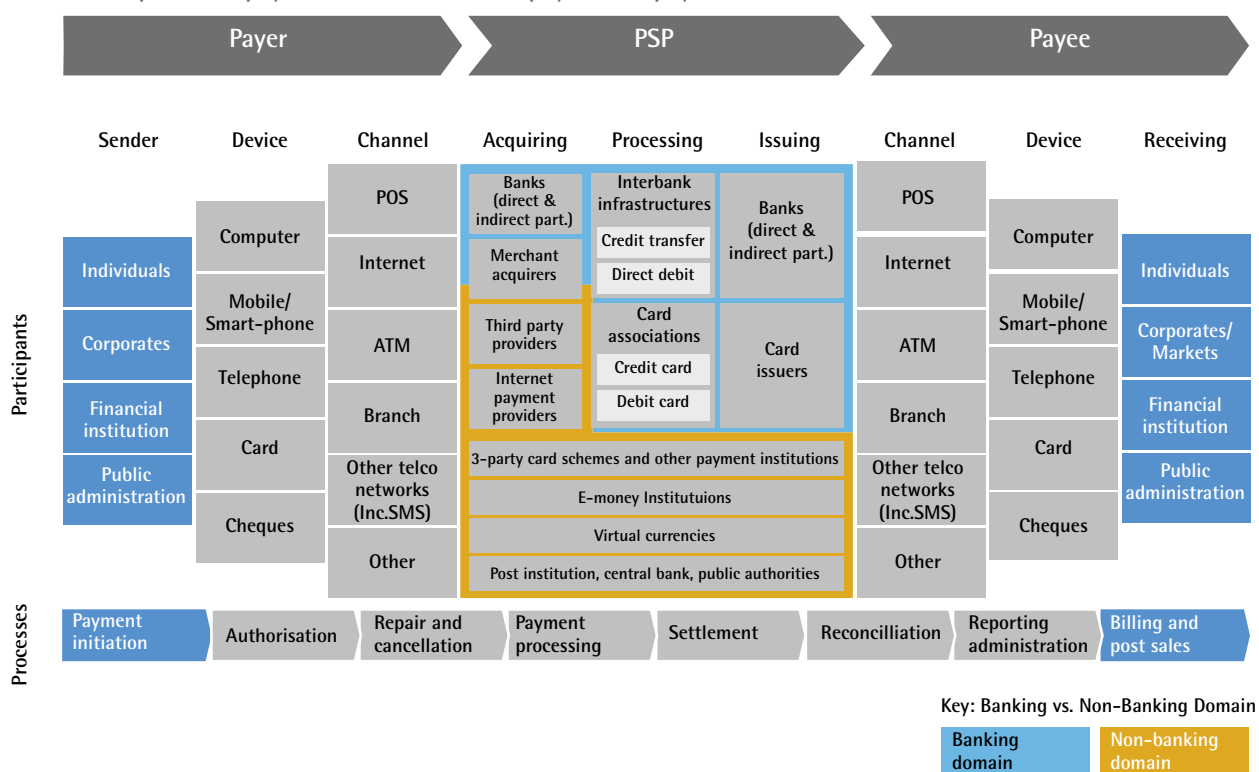 Payer
PSP
Payee
Sender
Device
Channel
Acquiring
Processing
Issuing
Channel
Device
Receiving
Participants
Individuals
Corporates
Financial
institution
Public
administration
Computer
Mobile/
Smart-phone
Telephone
Card
Cheques
POS
Internet
ATM
Branch
Other telco
networks
(Inc.SMS)
Other
Banks
(direct &
indirect part.)
Merchant
acquirers
Third party
providers
Internet
payment
providers
Interbank
infrastructures
Credit transfer
Direct debit
Card
associations
Credit card
Debit card
Banks
(direct &
indirect part.)
Card
issuers
3-party card schemes and other payment institutions
E-money Institutuions
Virtual currencies
Post institution, central bank, public authorities
POS
Internet
ATM
Branch
Other telco
networks
(Inc.SMS)
Other
Computer
Mobile/
Smart-phone
Telephone
Card
Cheques
Individuals
Corporates/
Markets
Financial
institution
Public
administration
Processes
Payment
initiation
Authorisation
Repair and
cancellation
Payment
processing
Settlement
Reconcilliation
Reporting
administration
Billing and
post sales
Key: Banking vs. Non-Banking Domain
Banking
domain
Non-banking
domain